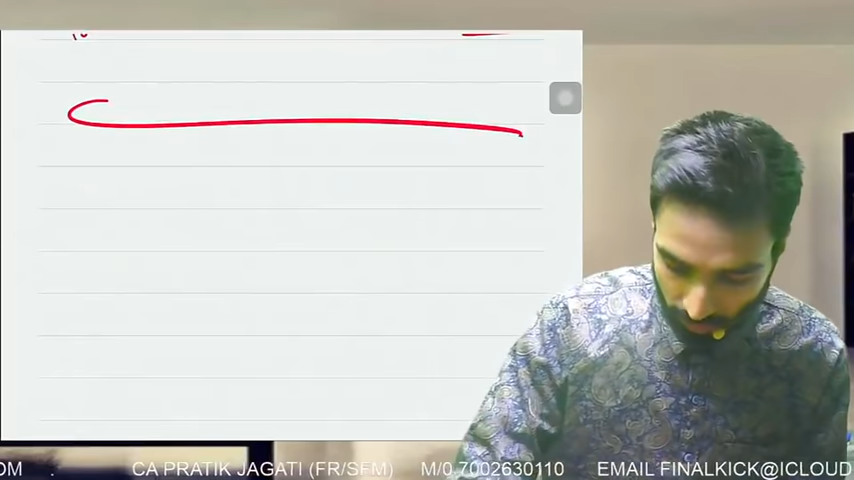 OM . CA PRATIK JAGATI (FR/SFM) M/0 7002630110 EMAIL FINALKICK@ICLOUD